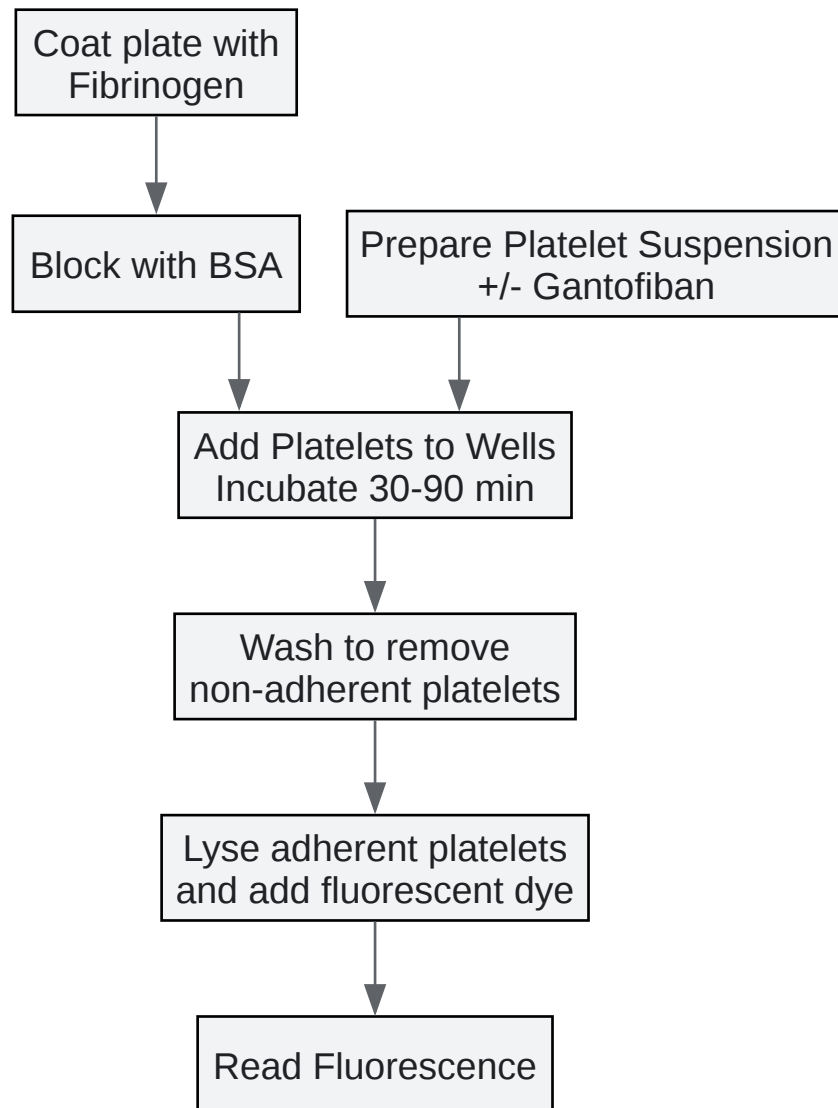 Coat plate with
Fibrinogen
Block with BSA
Prepare Platelet Suspension
+/- Gantofiban
Add Platelets to Wells
Incubate 30-90 min
Wash to remove
non-adherent platelets
Lyse adherent platelets
and add fluorescent dye
Read Fluorescence